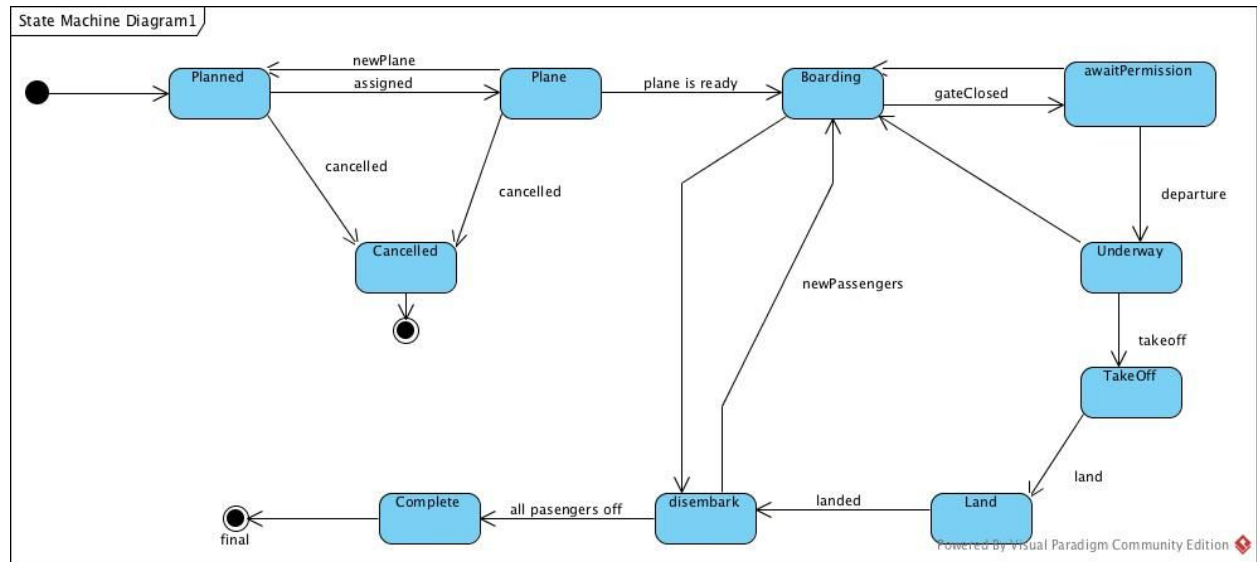 State Machine Diagram1
newPlane
Planned
Plane
Boarding
awaitPermission
assigned
plane is ready
gateClosed
cancelled
cancelled
departure
Cancelled
Underway
newPassengers
takeoff
TakeOff
land
Complete
all pasengers off
disembark
landed
Land
final
Powered By Visual Paradigm Community Edition